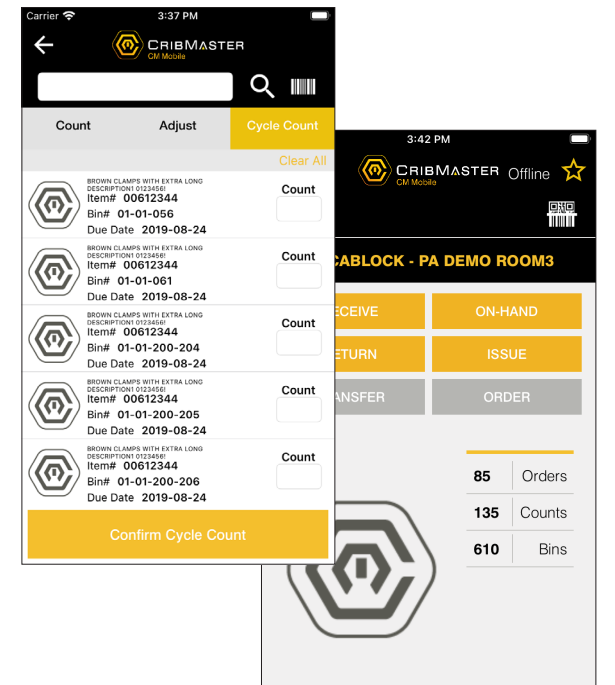 Carrier 3:37 PM
CRIBMASTER
CM Mobile
Count Adjust Cycle Count
Clear All
BROWN CLAMPS WITH EXTRA LONG
DESCRIPTION1 0123456!
Item# 00612344
Bin# 01-01-056
Due Date 2019-08-24
Count
BROWN CLAMPS WITH EXTRA LONG
DESCRIPTION1 0123456!
Item# 00612344
Bin# 01-01-061
Due Date 2019-08-24
Count
BROWN CLAMPS WITH EXTRA LONG
DESCRIPTION1 0123456!
Item# 00612344
Bin# 01-01-200-204
Due Date 2019-08-24
Count
BROWN CLAMPS WITH EXTRA LONG
DESCRIPTION1 0123456!
Item# 00612344
Bin# 01-01-200-205
Due Date 2019-08-24
Count
BROWN CLAMPS WITH EXTRA LONG
DESCRIPTION1 0123456!
Item# 00612344
Bin# 01-01-200-206
Due Date 2019-08-24
Count
Confirm Cycle Count
3:42 PM
CRIBMASTER Offline
CM Mobile
CABLOCK - PA DEMO ROOM3
ECEIVE ON-HAND
ETURN ISSUE
ANSFER ORDER
85 Orders
135 Counts
610 Bins